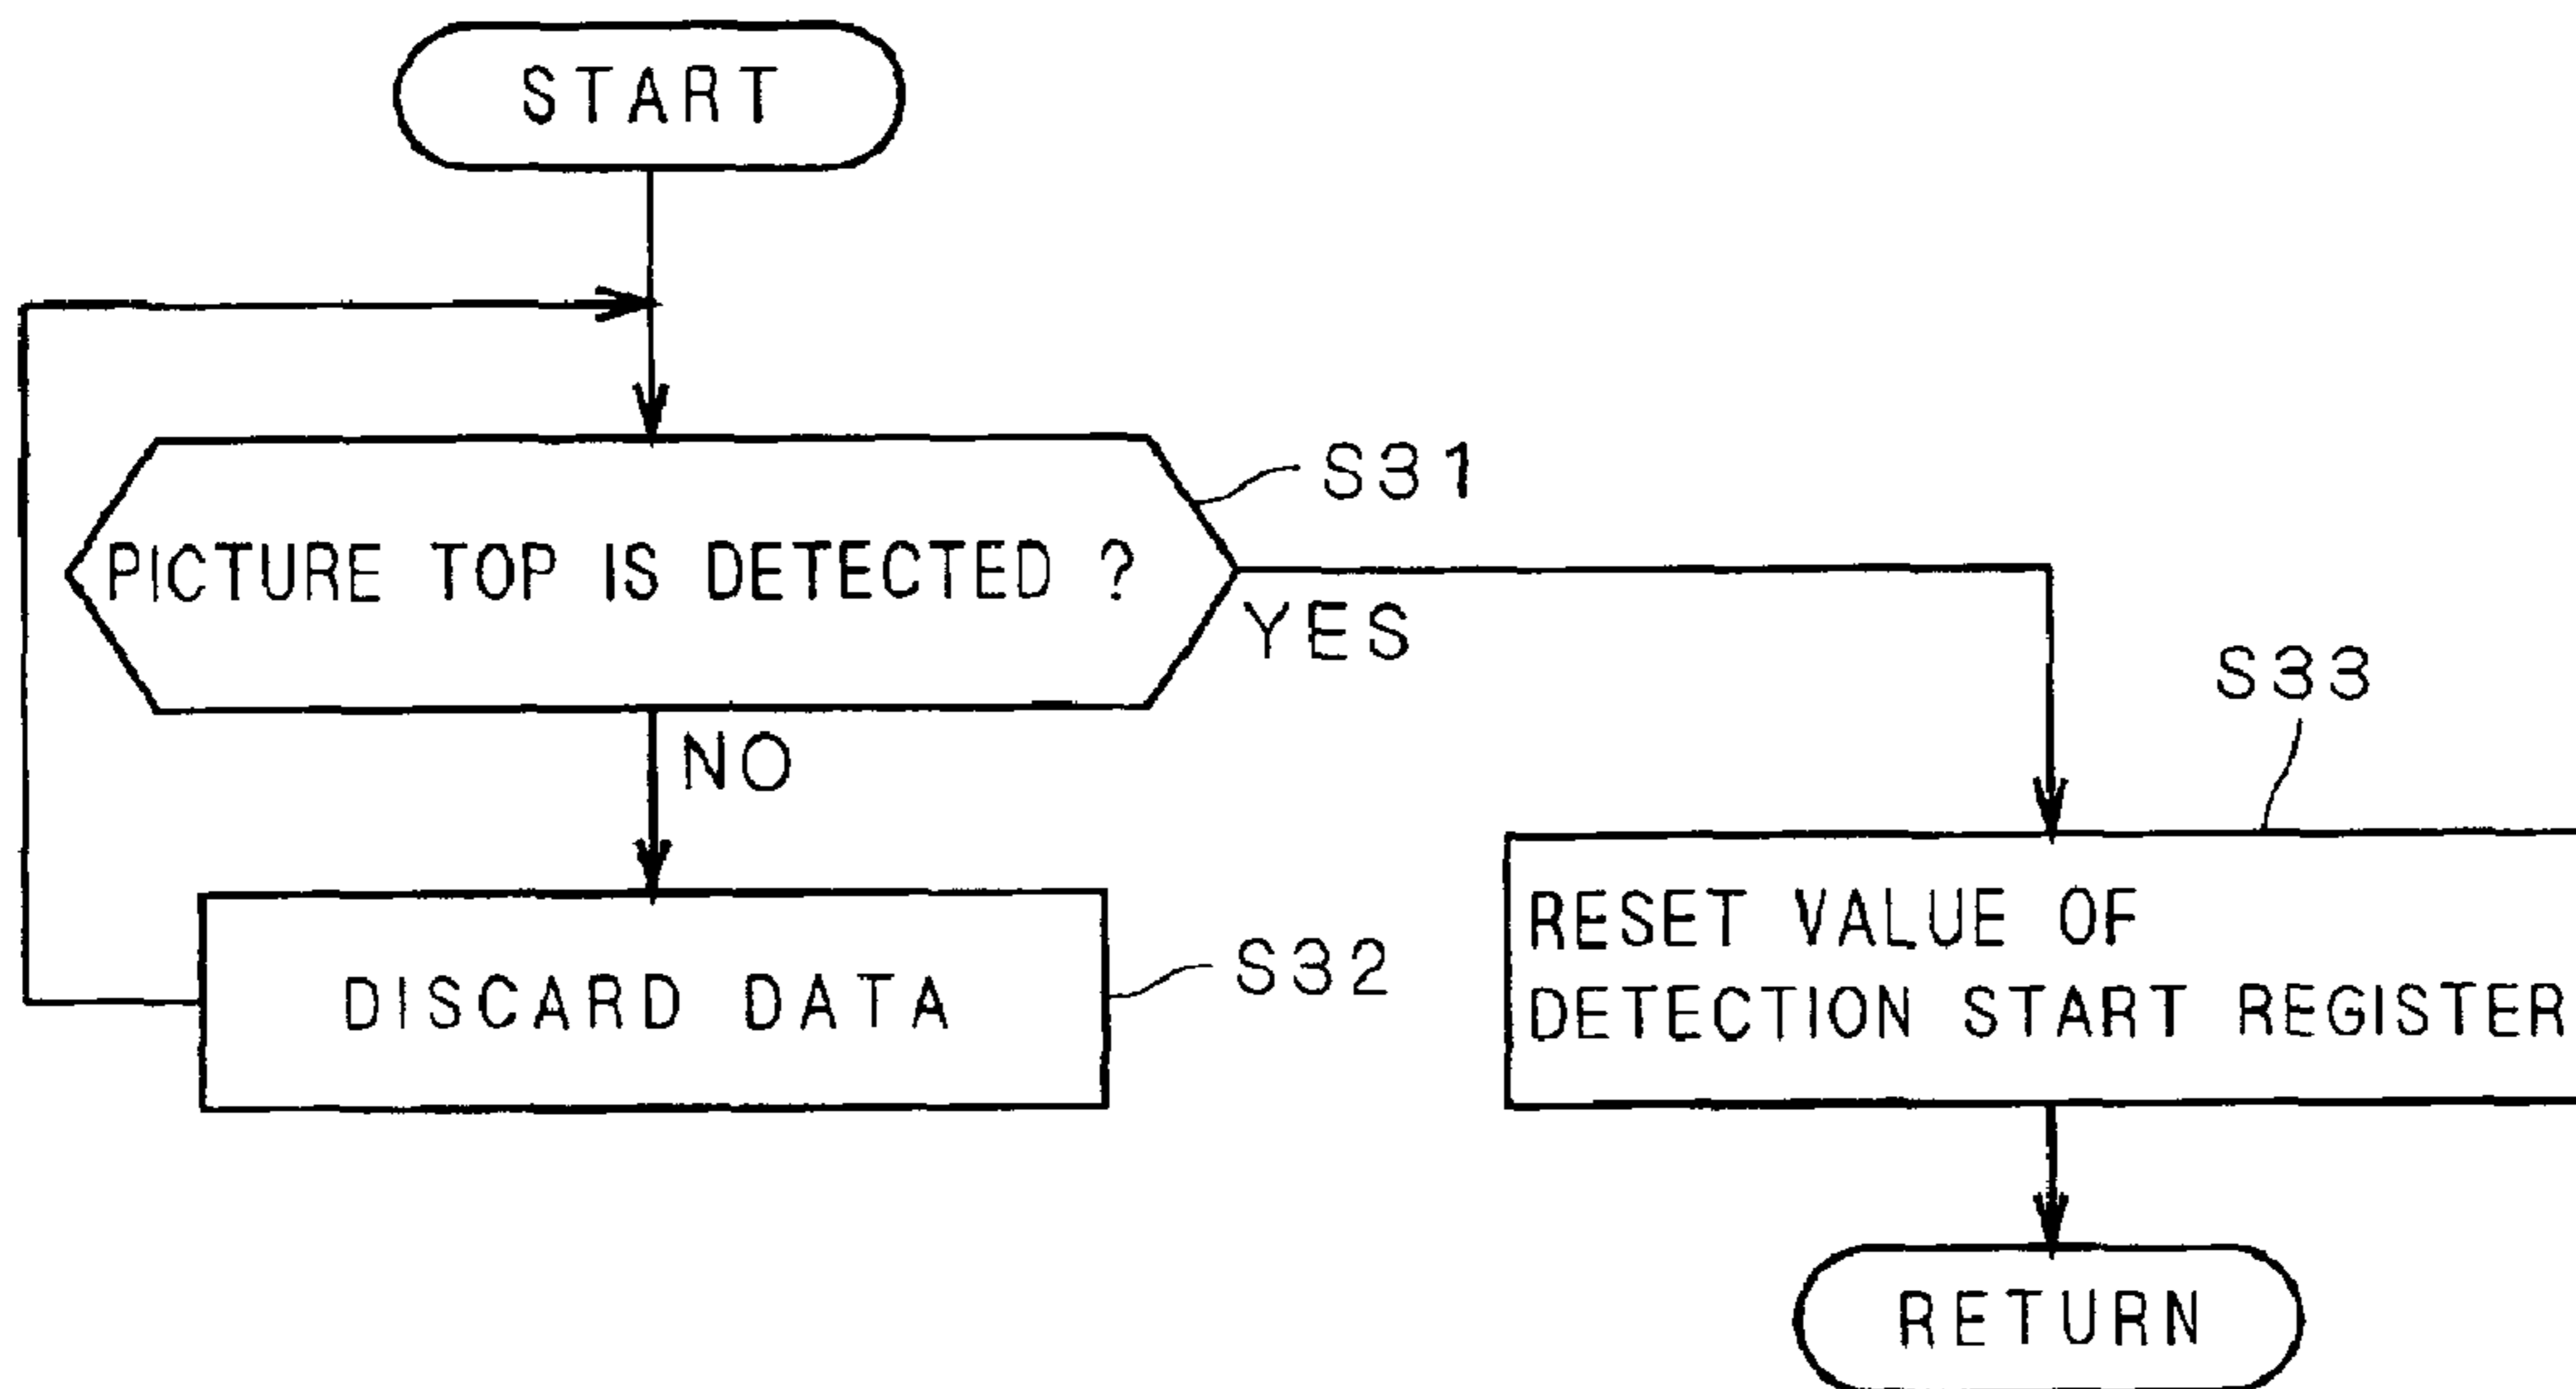 START
S31
PICTURE TOP IS DETECTED ?
YES
NO
S33
S32
RESET VALUE OF
DETECTION START REGISTER
DISCARD DATA
RETURN